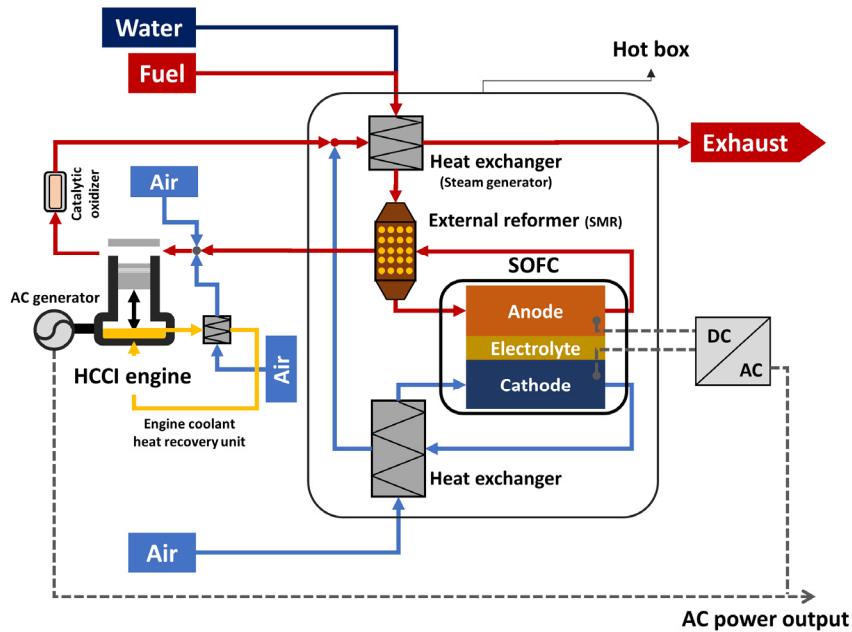 Water
Fuel
Hot box
Exhaust
Heat exchanger
(Steam generator)
Catalytic
oxidizer
Air
External reformer (SMR)
SOFC
AC generator
Anode
Electrolyte
Cathode
DC
AC
HCCI engine
Air
Engine coolant
heat recovery unit
Heat exchanger
Air
AC power output